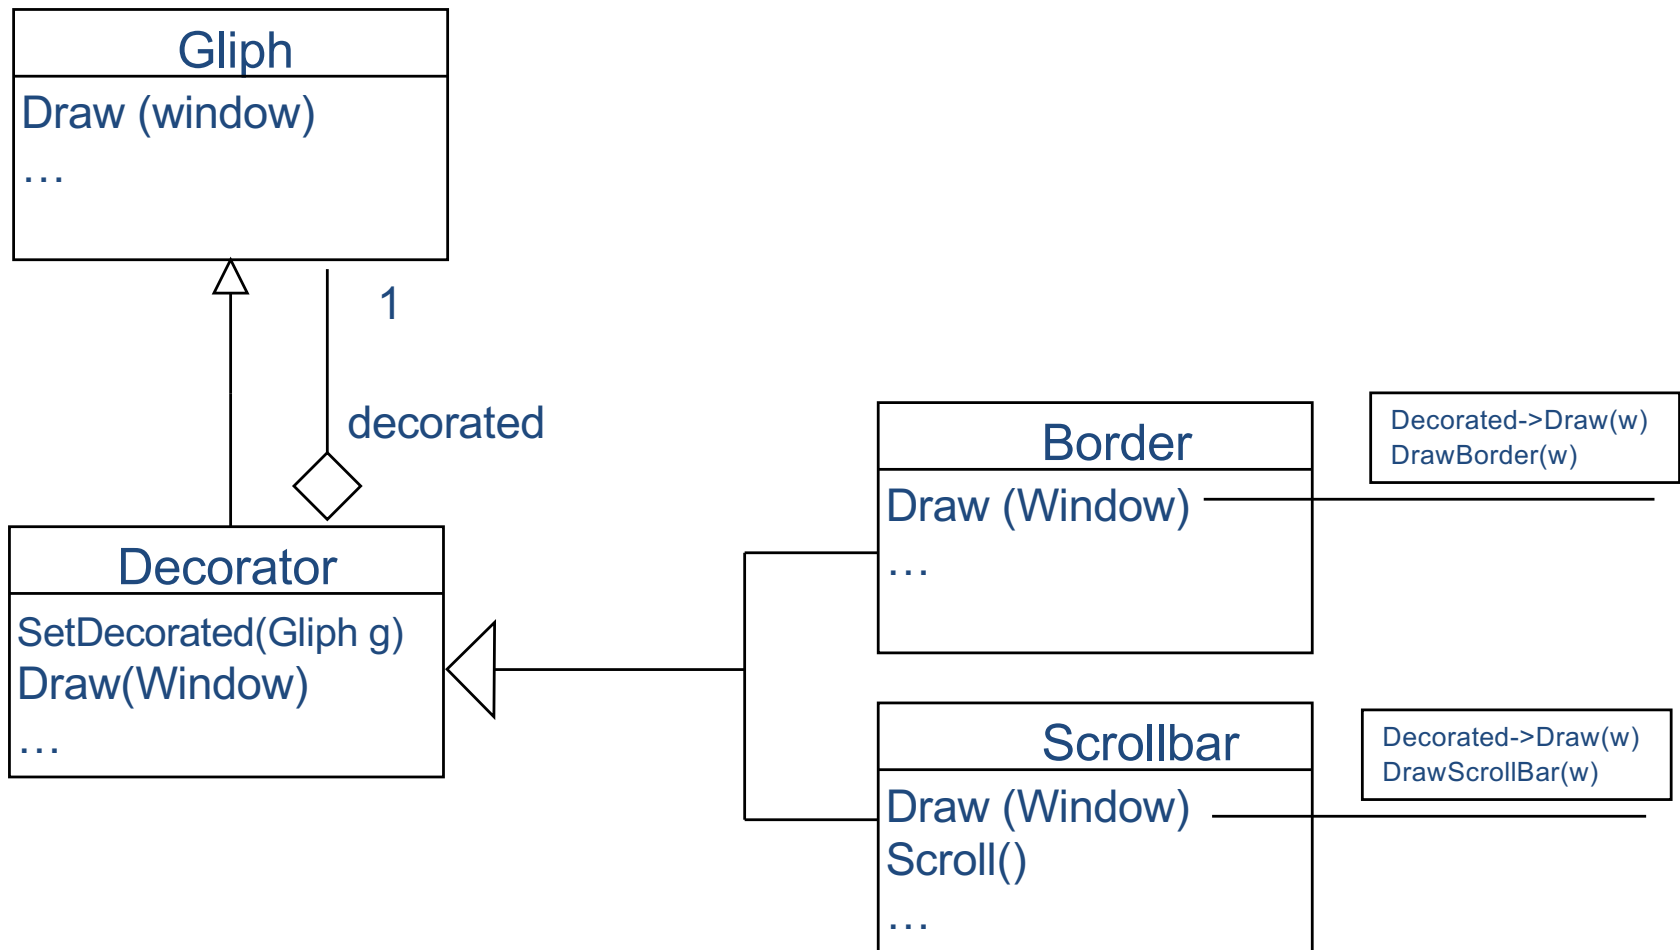 Gliph
Draw (window)
…
1
decorated
Decorator
SetDecorated(Gliph g)
Draw(Window)
…
Border
Draw (Window)
…
Decorated->Draw(w)
DrawBorder(w)
Scrollbar
Draw (Window)
Scroll()
…
Decorated->Draw(w)
DrawScrollBar(w)